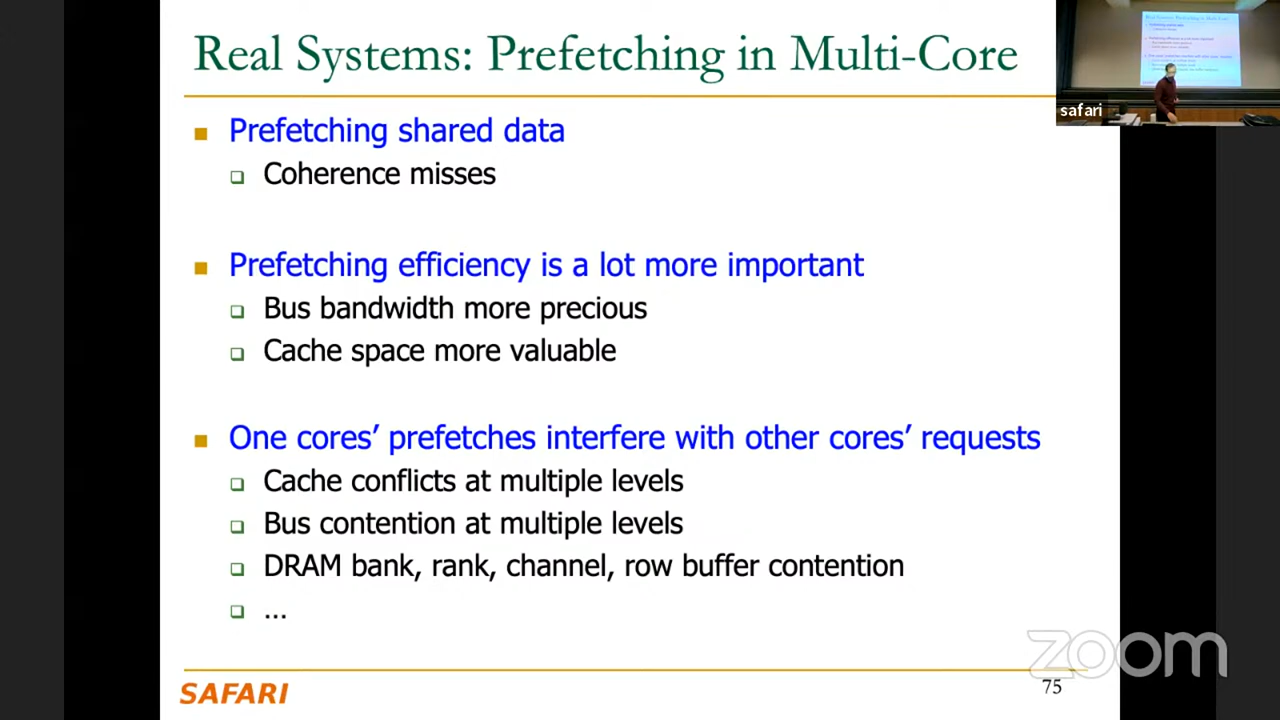 Real Systems: Prefetching in Multi-Core
safari
Prefetching shared data
Coherence misses
Prefetching efficiency is a lot more important
Bus bandwidth more precious
Cache space more valuable
One cores’ prefetches interfere with other cores’ requests
Cache conflicts at multiple levels
Bus contention at multiple levels
DRAM bank, rank, channel, row buffer contention
...
zoom
SAFARI
75